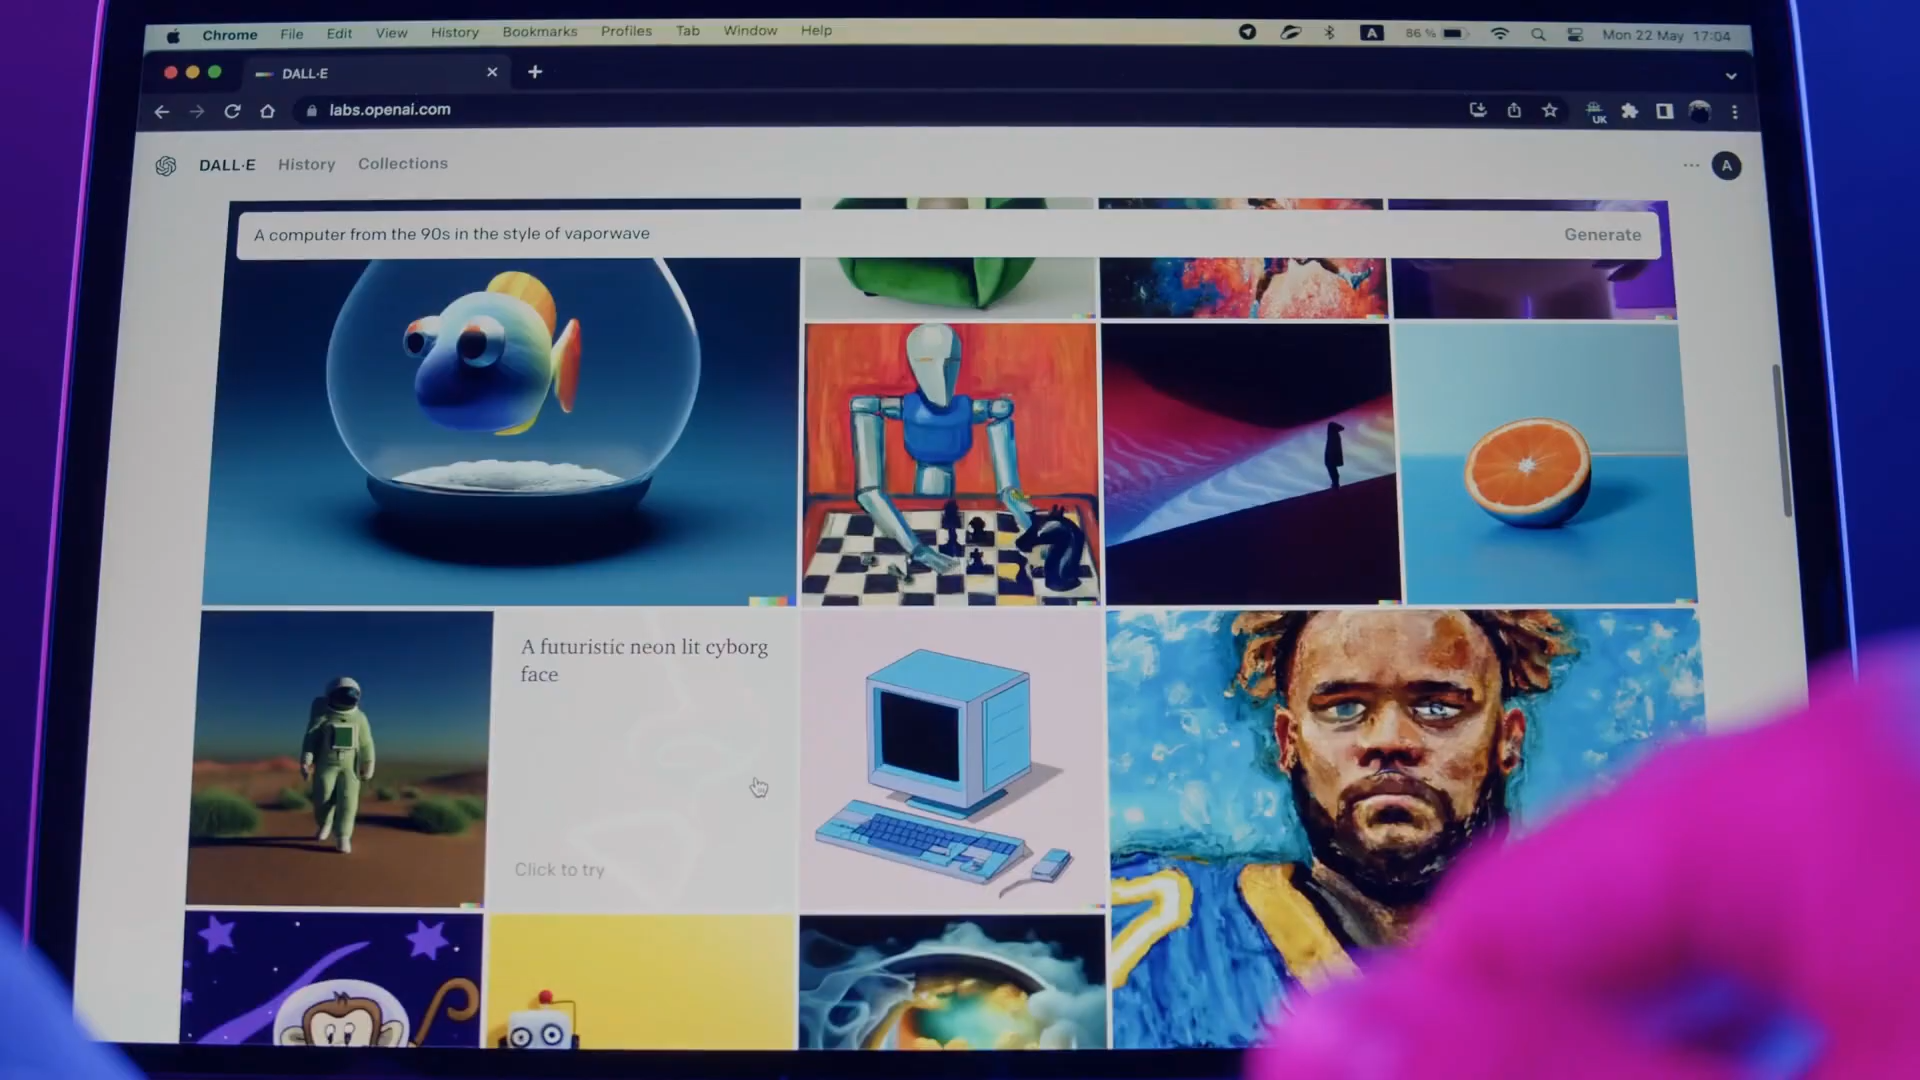 Chrome File Edit View History Bookmarks Profiles Tab Window Help A 86 % Mon 22 May 17:04
DALL·E
labs.openai.com
UK
DALL·E History Collections ... A
A computer from the 90s in the style of vaporwave Generate
A futuristic neon lit cyborg
face
Click to try